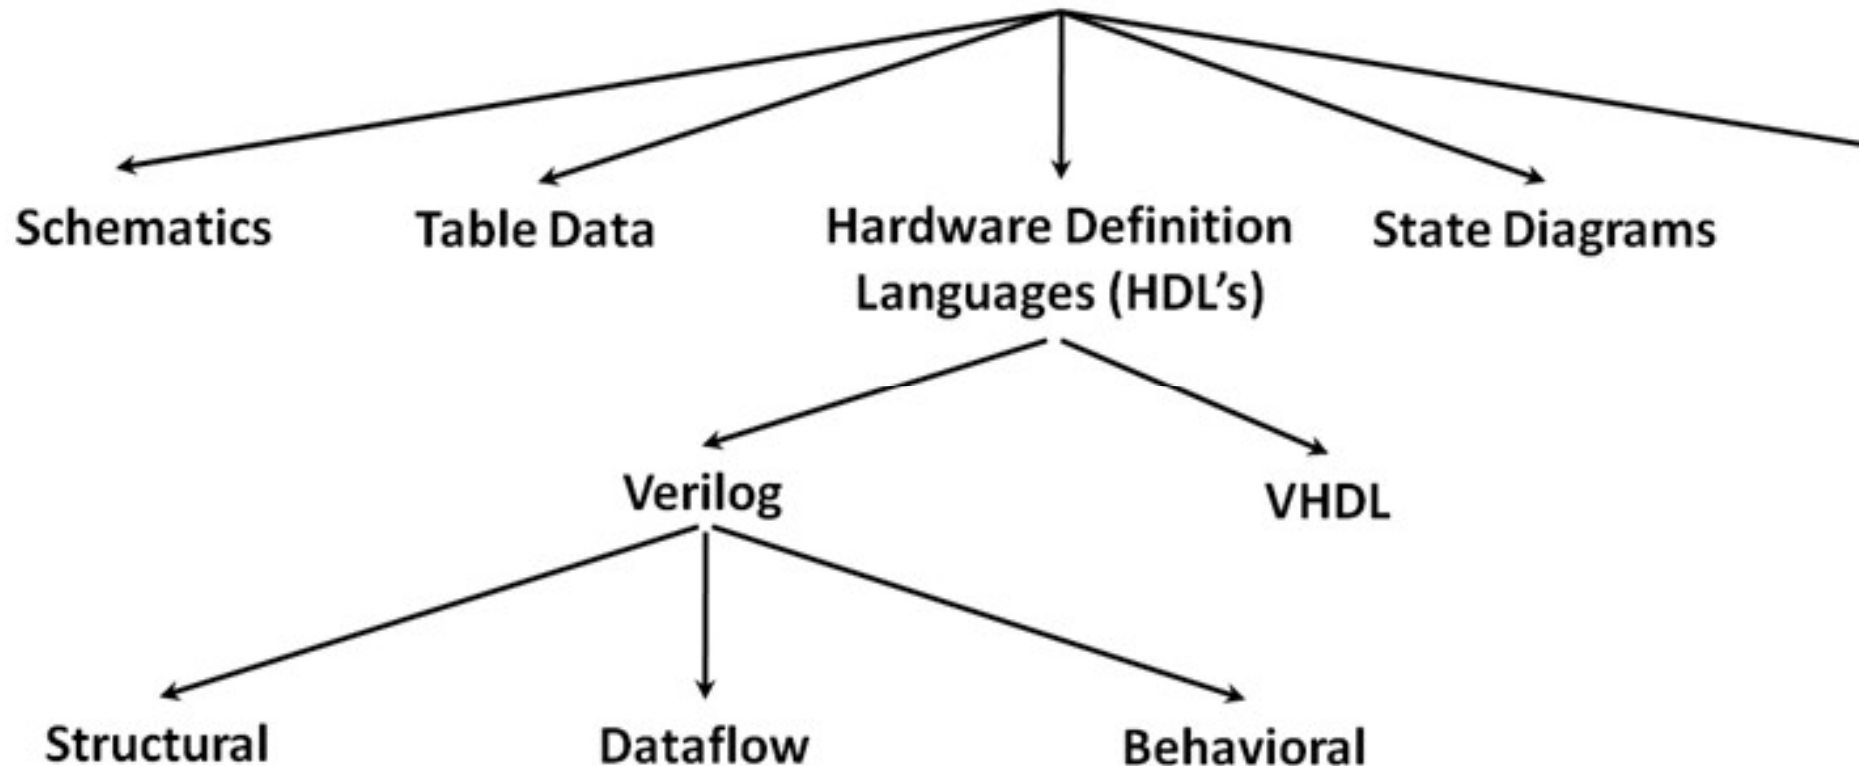 Schematics
Table Data
Hardware Definition
Languages (HDL’s)
State Diagrams
Verilog
VHDL
Structural
Dataflow
Behavioral